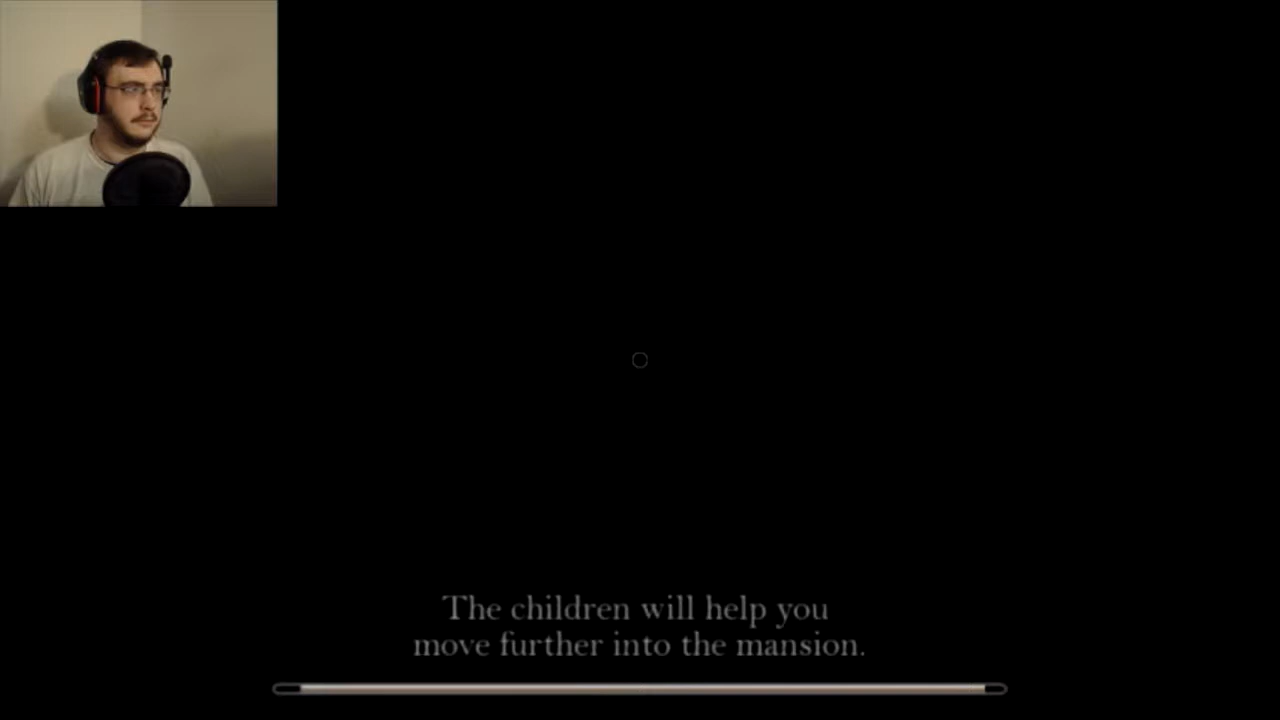 The children will help you
move further into the mansion.